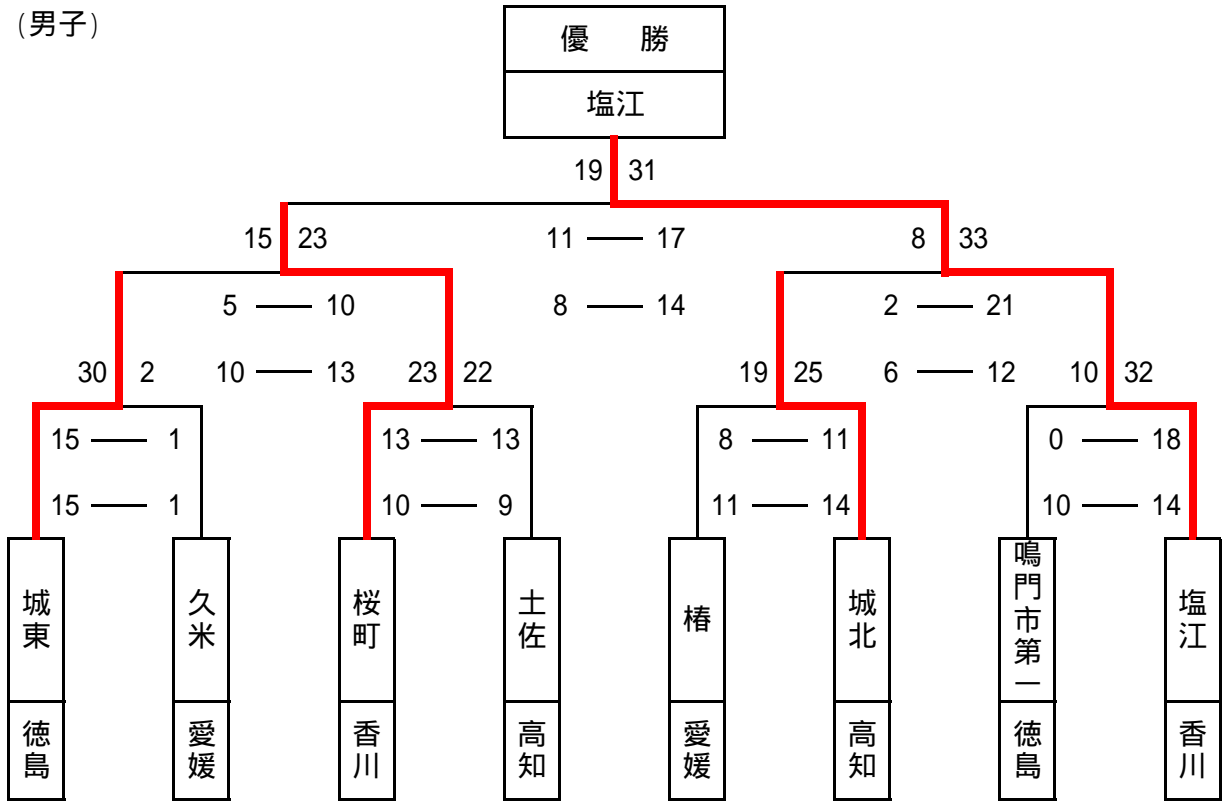 (男子)
優 勝
塩江
19 31
15 23 11 — 17 8 33
5 — 10 8 — 14 2 — 21
30 2 10 — 13 23 22 19 25 6 — 12 10 32
15 — 1 13 — 13 8 — 11 0 — 18
15 — 1 10 — 9 11 — 14 10 — 14
城東 久米 桜町 土佐 椿 城北 鳴門市第一 塩江
徳島 愛媛 香川 高知 愛媛 高知 徳島 香川